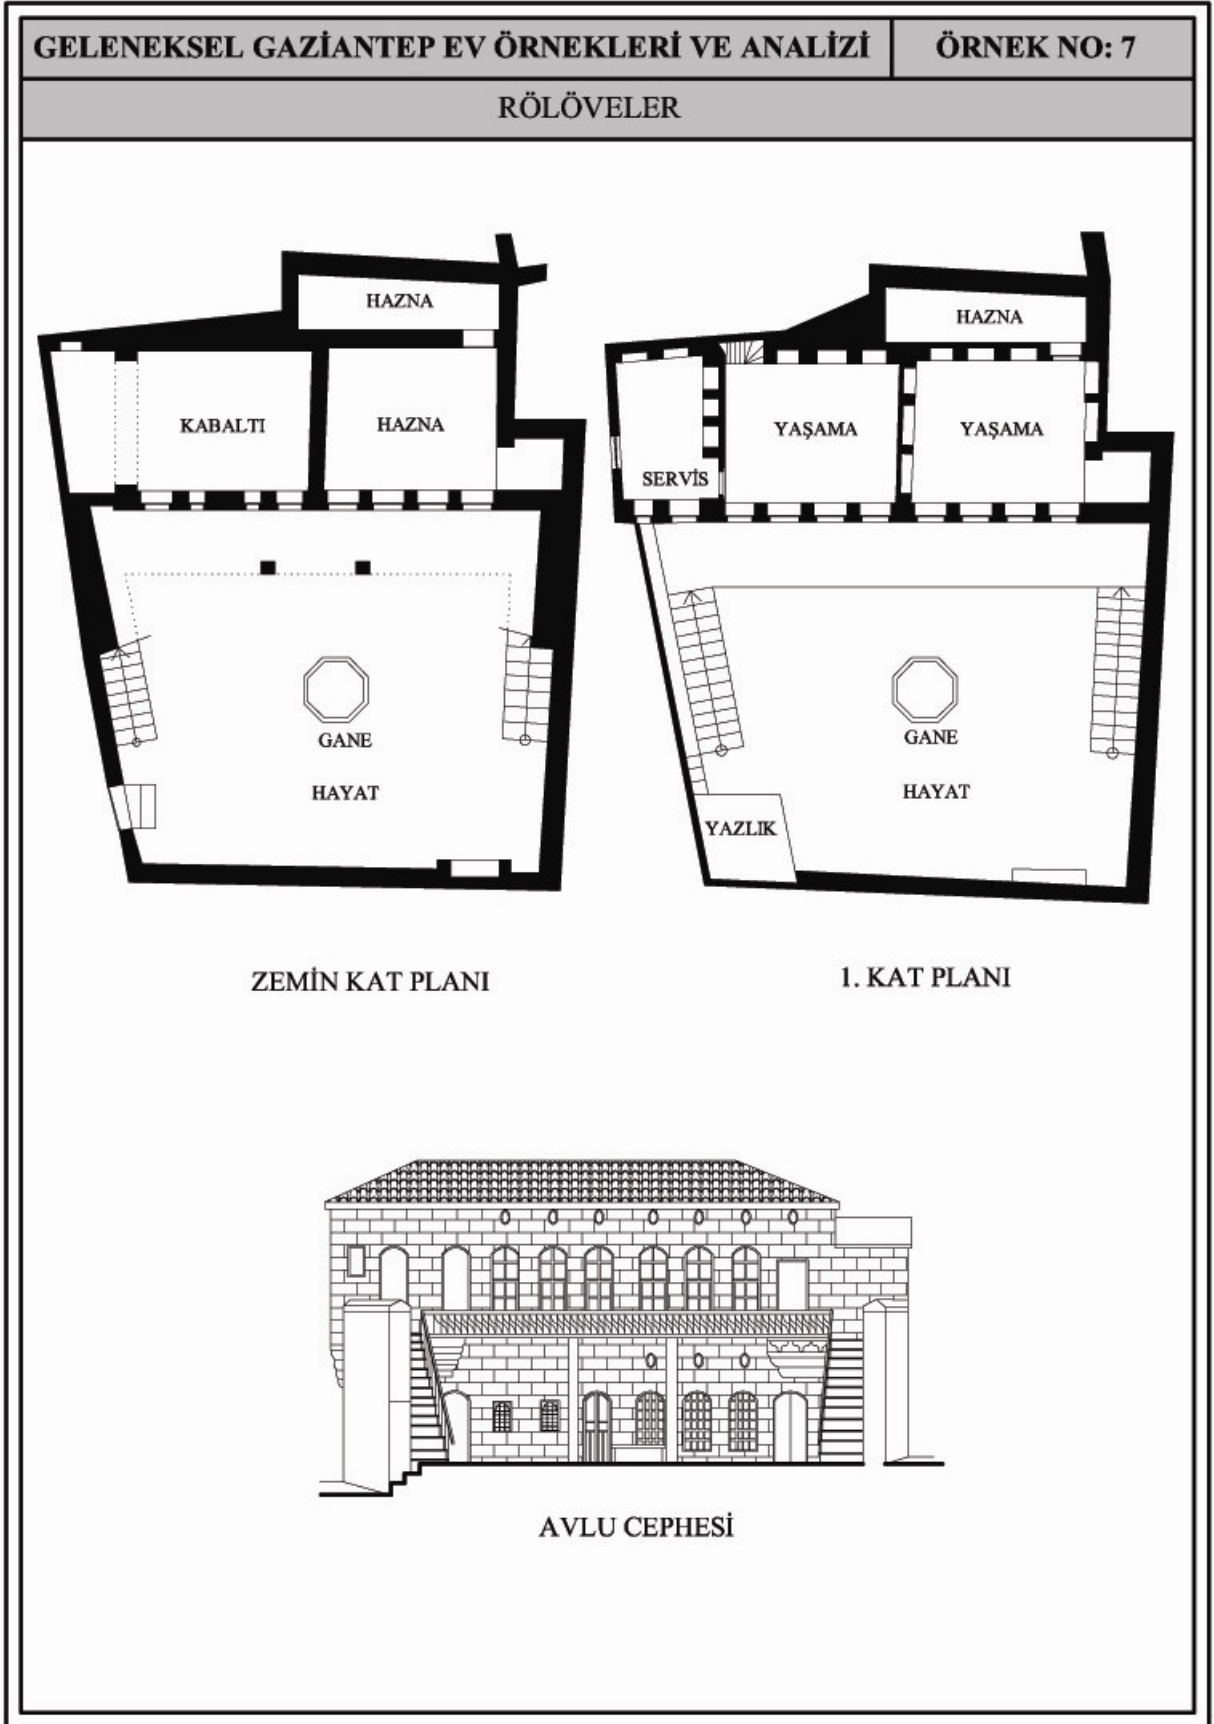 GELENEKSEL GAZİANTEP EV ÖRNEKLERİ VE ANALİZİ
ÖRNEK NO: 7
RÖLÖVELER
HAZNA
KABALTI
HAZNA
GANE
HAYAT
ZEMİN KAT PLANI
HAZNA
YAŞAMA
YAŞAMA
SERVİS
GANE
HAYAT
YAZLIK
1. KAT PLANI
AVLU CEPHESİ